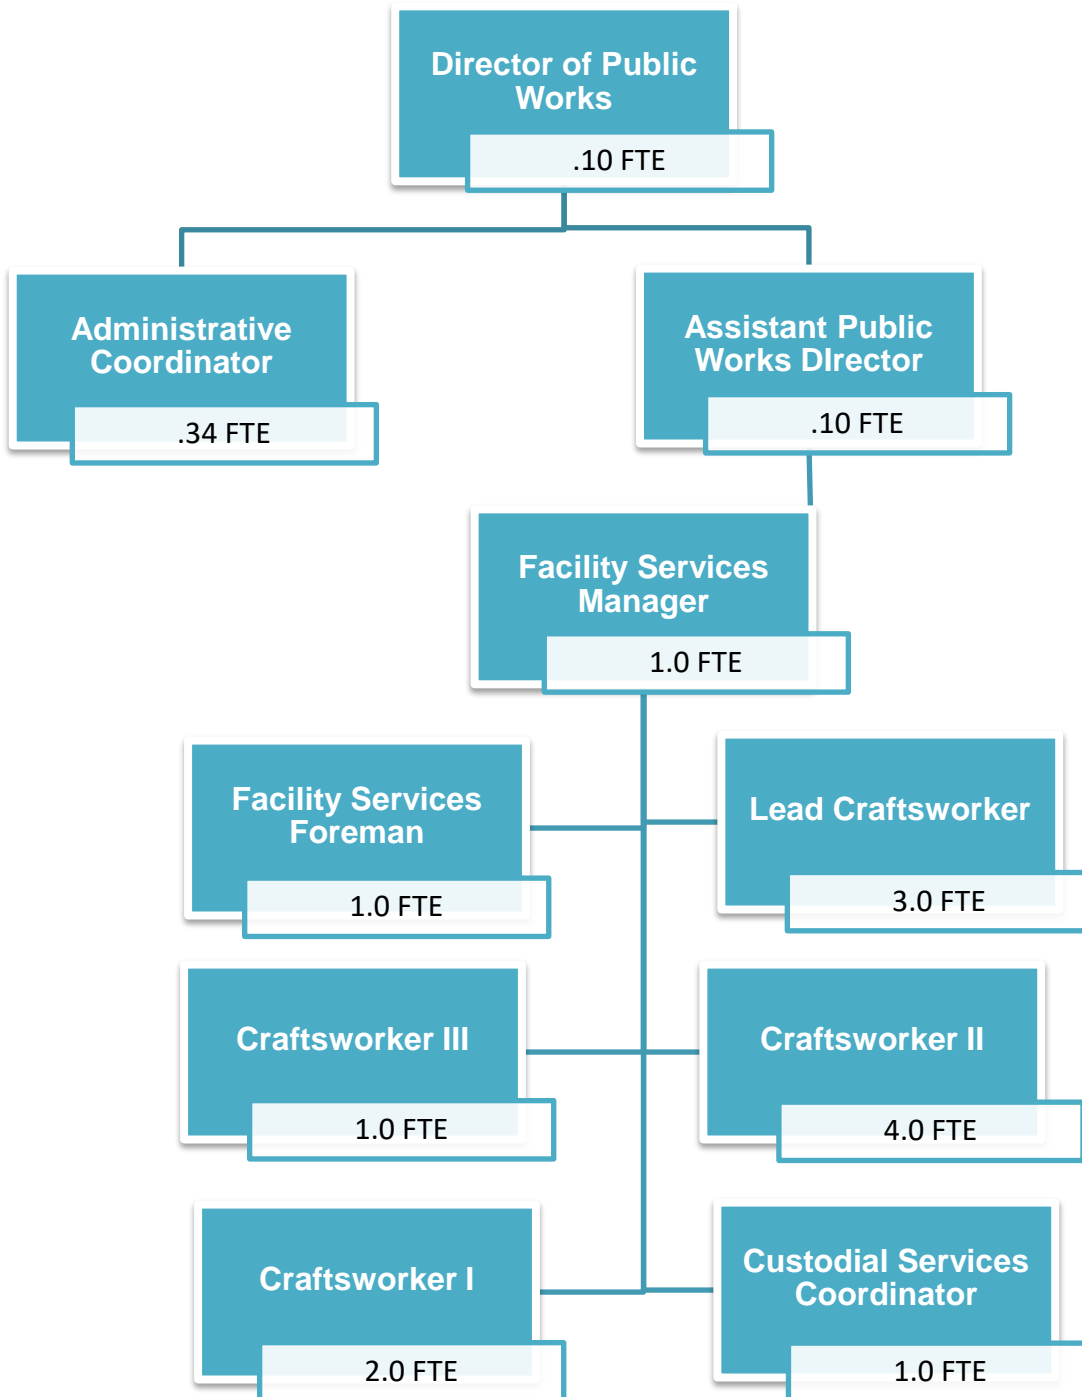 Director of Public
Works
.10 FTE
Administrative
Coordinator
.34 FTE
Assistant Public
Works DIrector
.10 FTE
Facility Services
Manager
1.0 FTE
Facility Services
Foreman
1.0 FTE
Lead Craftsworker
3.0 FTE
Craftsworker III
1.0 FTE
Craftsworker II
4.0 FTE
Craftsworker I
2.0 FTE
Custodial Services
Coordinator
1.0 FTE